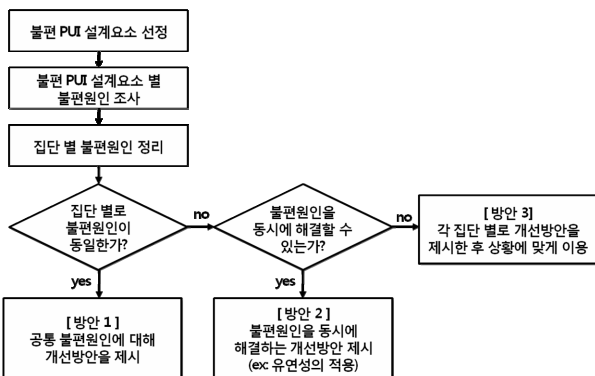 불편 PUI 설계요소 선정
불편 PUI 설계요소 별
불편원인 조사
집단 별 불편원인 정리
집단 별로
불편원인이
동일한가?
no
불편원인을
동시에 해결할 수
있는가?
no
[방안 3]
각 집단 별로 개선방안을
제시한 후 상황에 맞게 이용
yes
yes
[방안 1]
공통 불편원인에 대해
개선방안을 제시
[방안 2]
불편원인을 동시에
해결하는 개선방안 제시
(ex: 유연성의 적용)